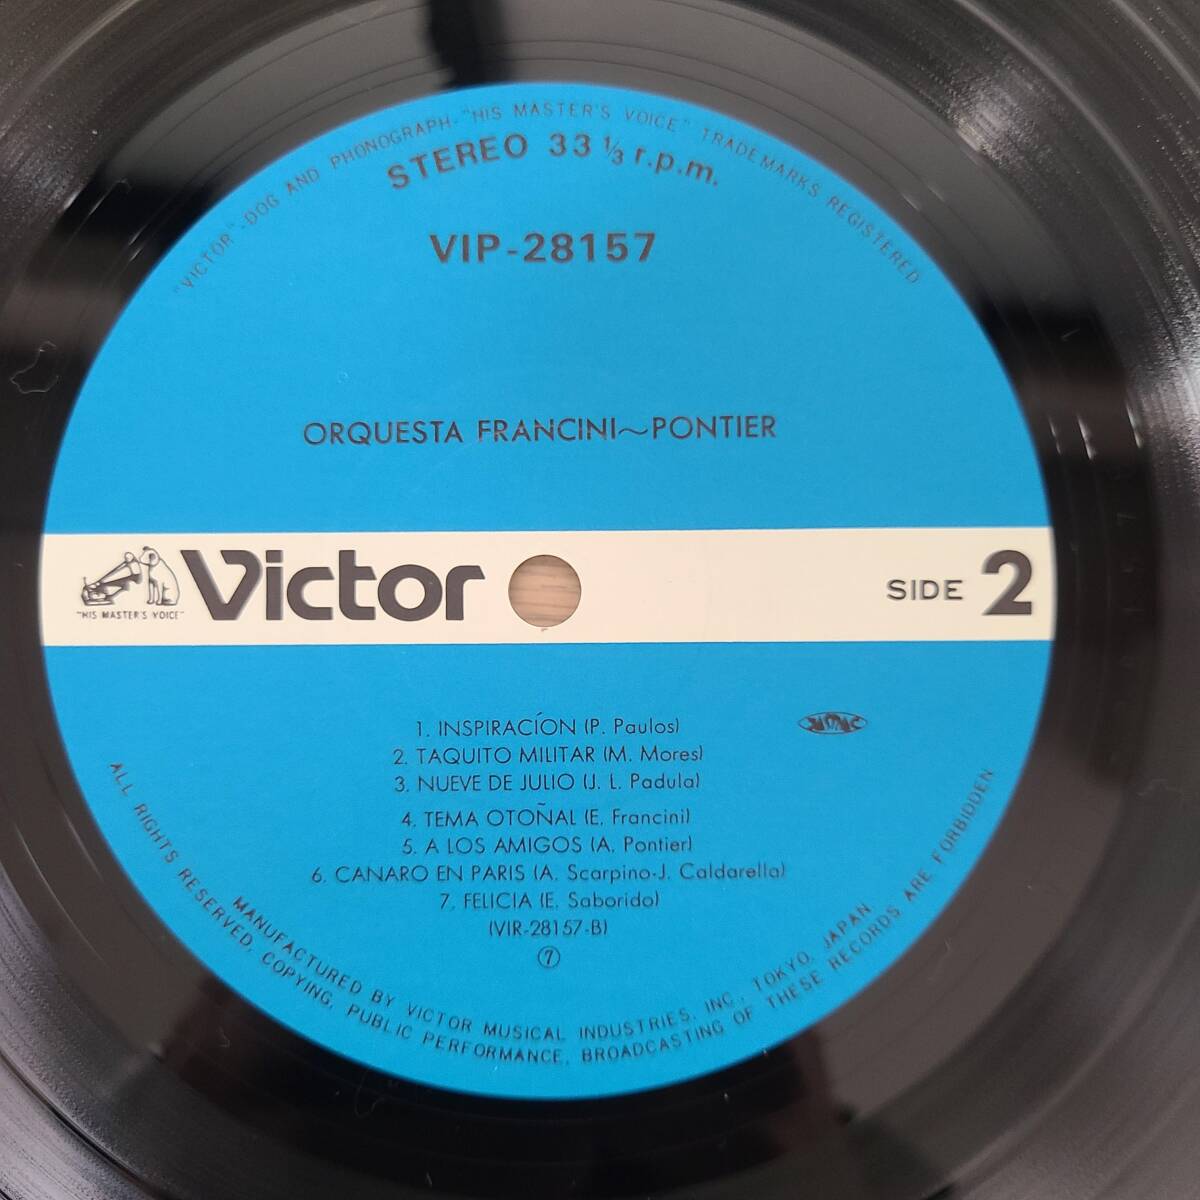 "VICTOR"-DOG AND PHONOGRAPH-"HIS MASTER'S VOICE" TRADEMARKS REGISTERED
STEREO 33 1/3 r.p.m.
VIP-28157
ORQUESTA FRANCINI～PONTIER
"HIS MASTER'S VOICE"
Victor
SIDE 2
1. INSPIRACÍON (P. Paulos)
2. TAQUITO MILITAR (M. Mores)
3. NUEVE DE JULIO (J. L. Padula)
4. TEMA OTOÑAL (E. Francini)
5. A LOS AMIGOS (A. Pontier)
6. CANARO EN PARIS (A. Scarpino-J. Caldarella)
7. FELICIA (E. Saborido)
(VIR-28157-B)
⑦
MANUFACTURED BY VICTOR MUSICAL INDUSTRIES, INC., TOKYO, JAPAN
ALL RIGHTS RESERVED, COPYING, PUBLIC PERFORMANCE, BROADCASTING OF THESE RECORDS ARE FORBIDDEN